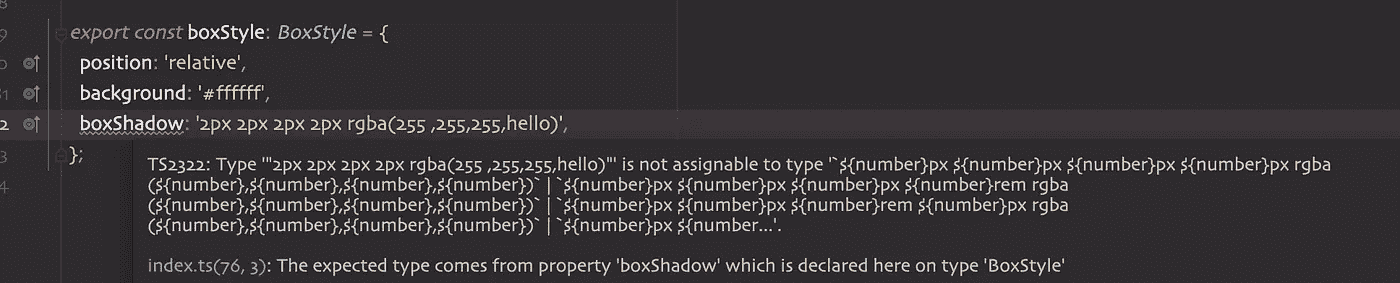 8
9 export const boxStyle: BoxStyle = {
0 position: 'relative',
81 background: '#ffffff',
2 boxShadow: '2px 2px 2px 2px rgba(255 ,255,255,hello)',
3 };
4
TS2322: Type '"2px 2px 2px 2px rgba(255 ,255,255,hello)"' is not assignable to type '`${number}px ${number}px ${number}px ${number}px rgba
(${number},${number},${number},${number})` | `${number}px ${number}px ${number}px ${number}rem rgba
(${number},${number},${number},${number})` | `${number}px ${number}px ${number}rem ${number}px rgba
(${number},${number},${number},${number})` | `${number}px ${number...'.
index.ts(76, 3): The expected type comes from property 'boxShadow' which is declared here on type 'BoxStyle'